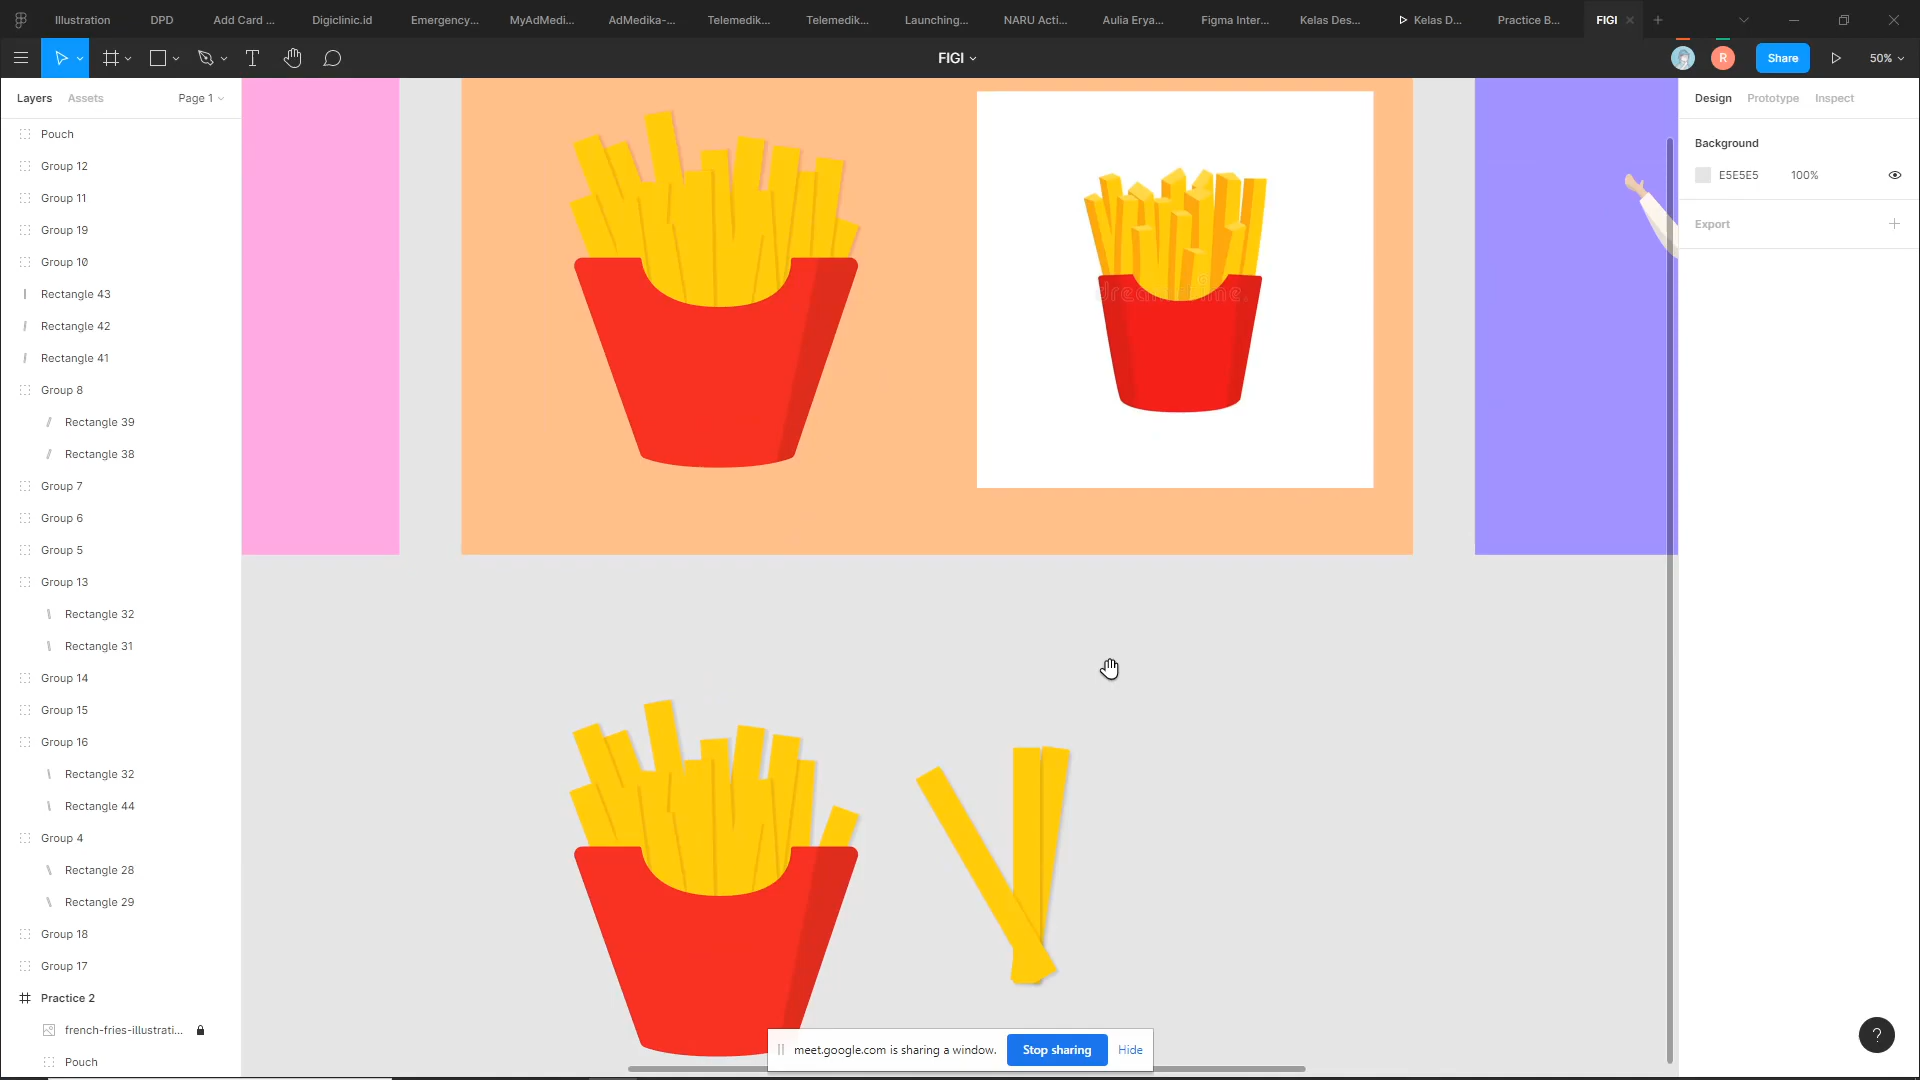 Illustration
DPD
Add Card ...
Digiclinic.id
Emergency...
MyAdMedi...
AdMedika-...
Telemedik...
Telemedik...
Launching...
NARU Acti...
Aulia Erya...
Figma Inter...
Kelas Des...
Kelas D...
Practice B...
FIGI
FIGI
R
Share
50%
Layers
Assets
Page 1
Pouch
Group 12
Group 11
Group 19
Group 10
Rectangle 43
Rectangle 42
Rectangle 41
Group 8
Rectangle 39
Rectangle 38
Group 7
Group 6
Group 5
Group 13
Rectangle 32
Rectangle 31
Group 14
Group 15
Group 16
Rectangle 32
Rectangle 44
Group 4
Rectangle 28
Rectangle 29
Group 18
Group 17
Practice 2
french-fries-illustrati...
Pouch
dreamstime.
Design
Prototype
Inspect
Background
E5E5E5
100%
Export
meet.google.com is sharing a window.
Stop sharing
Hide
?